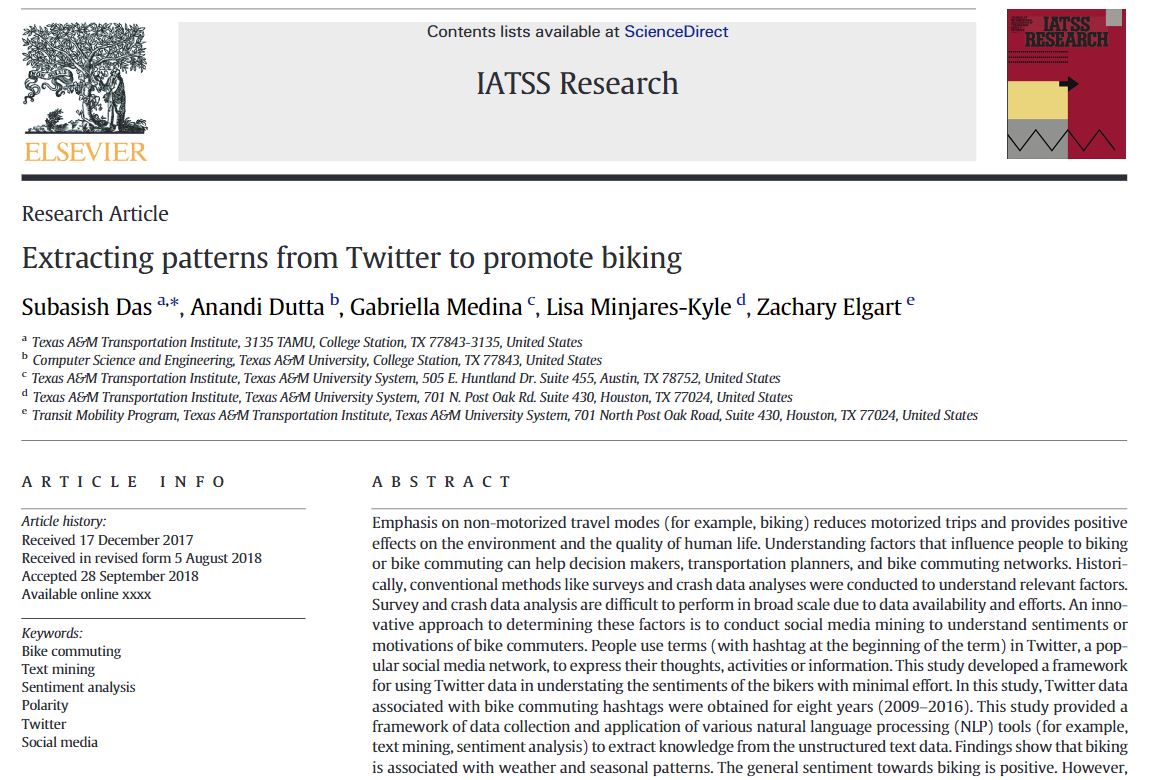 Contents lists available at ScienceDirect
IATSS Research
ELSEVIER
IATSS
RESEARCH
Research Article
Extracting patterns from Twitter to promote biking
Subasish Das a,*, Anandi Dutta b, Gabriella Medina c, Lisa Minjares-Kyle d, Zachary Elgart e
a Texas A&M Transportation Institute, 3135 TAMU, College Station, TX 77843-3135, United States
b Computer Science and Engineering, Texas A&M University, College Station, TX 77843, United States
c Texas A&M Transportation Institute, Texas A&M University System, 505 E. Huntland Dr. Suite 455, Austin, TX 78752, United States
d Texas A&M Transportation Institute, Texas A&M University System, 701 N. Post Oak Rd. Suite 430, Houston, TX 77024, United States
e Transit Mobility Program, Texas A&M Transportation Institute, Texas A&M University System, 701 North Post Oak Road, Suite 430, Houston, TX 77024, United States
ARTICLE INFO
Article history:
Received 17 December 2017
Received in revised form 5 August 2018
Accepted 28 September 2018
Available online xxxx
Keywords:
Bike commuting
Text mining
Sentiment analysis
Polarity
Twitter
Social media
ABSTRACT
Emphasis on non-motorized travel modes (for example, biking) reduces motorized trips and provides positive
effects on the environment and the quality of human life. Understanding factors that influence people to biking
or bike commuting can help decision makers, transportation planners, and bike commuting networks. Histori-
cally, conventional methods like surveys and crash data analyses were conducted to understand relevant factors.
Survey and crash data analysis are difficult to perform in broad scale due to data availability and efforts. An inno-
vative approach to determining these factors is to conduct social media mining to understand sentiments or
motivations of bike commuters. People use terms (with hashtag at the beginning of the term) in Twitter, a pop-
ular social media network, to express their thoughts, activities or information. This study developed a framework
for using Twitter data in understating the sentiments of the bikers with minimal effort. In this study, Twitter data
associated with bike commuting hashtags were obtained for eight years (2009–2016). This study provided a
framework of data collection and application of various natural language processing (NLP) tools (for example,
text mining, sentiment analysis) to extract knowledge from the unstructured text data. Findings show that biking
is associated with weather and seasonal patterns. The general sentiment towards biking is positive. However,